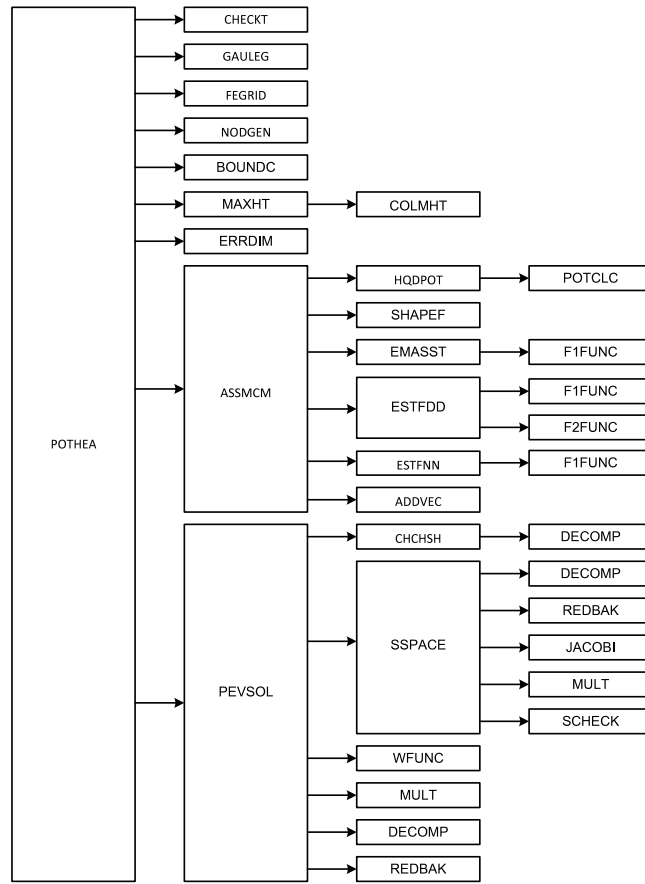 CHECKT
GAULEG
FEGRID
NODGEN
BOUNDC
MAXHT
COLMHT
ERRDIM
HQDPOT
POTCLC
SHAPEF
EMASST
F1FUNC
ASSMCM
ESTFDD
F1FUNC
F2FUNC
POTHEA
ESTFNN
F1FUNC
ADDVEC
CHCHSH
DECOMP
PEVSOL
SSPACE
DECOMP
REDBAK
JACOBI
MULT
SCHECK
WFUNC
MULT
DECOMP
REDBAK